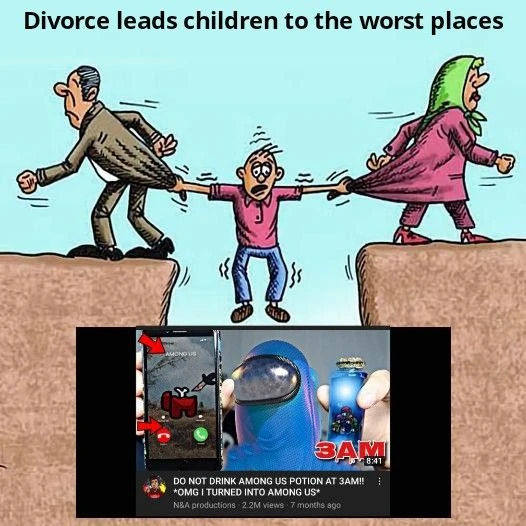 Divorce leads children to the worst places
AMONG US
3AM
8:41
DO NOT DRINK AMONG US POTION AT 3AM!!
*OMG I TURNED INTO AMONG US*
N&A productions · 2.2M views · 7 months ago